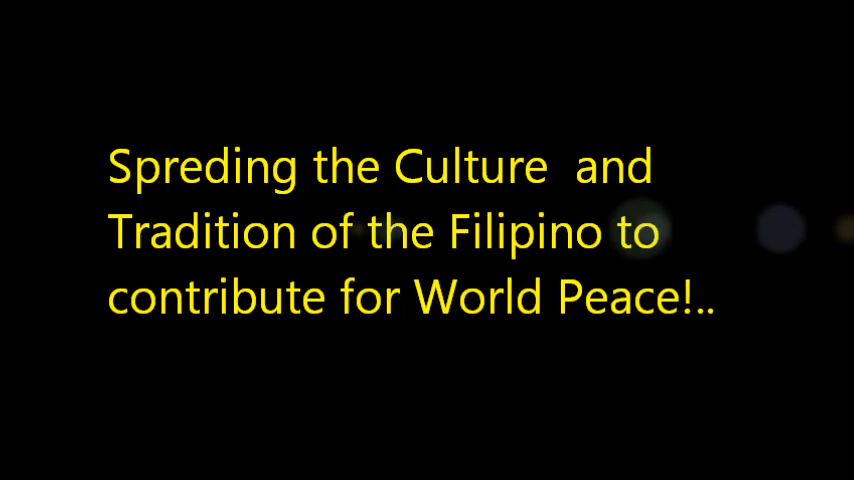 Spreding the Culture  and
Tradition of the Filipino to
contribute for World Peace!..